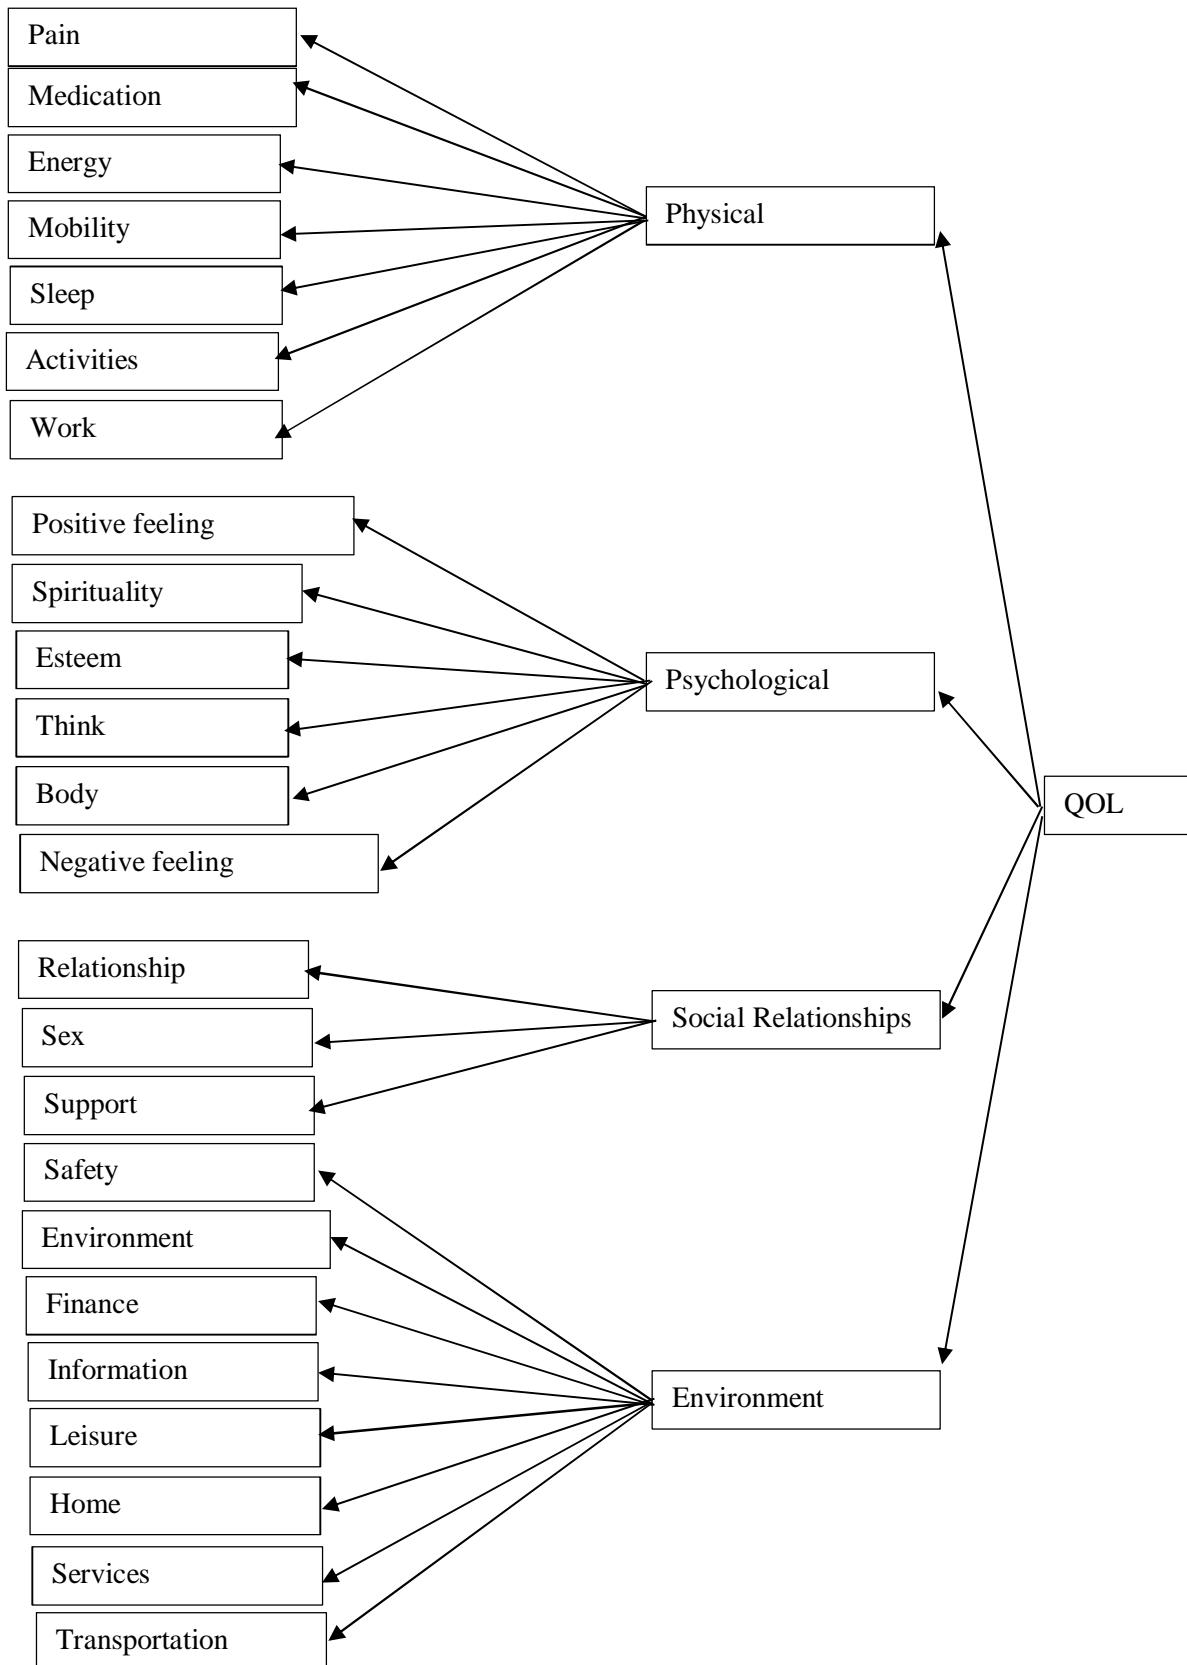 Pain
Medication
Energy
Mobility
Sleep
Activities
Work
Physical
Positive feeling
Spirituality
Esteem
Think
Body
Negative feeling
Psychological
QOL
Relationship
Sex
Support
Social Relationships
Safety
Environment
Finance
Information
Leisure
Home
Services
Transportation
Environment